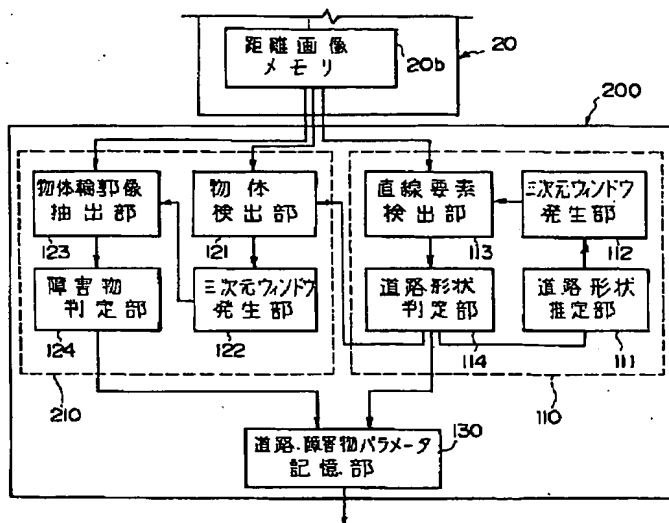 距離画像
メモリ
20b
20
200
物体輪郭像
抽出部
123
物体
検出部
121
直線要素
検出部
113
三次元ウィンドウ
発生部
112
障害物
判定部
124
三次元ウィンドウ
発生部
122
道路形状
判定部
114
道路形状
推定部
111
210
110
道路・障害物パラメータ
記憶部
130